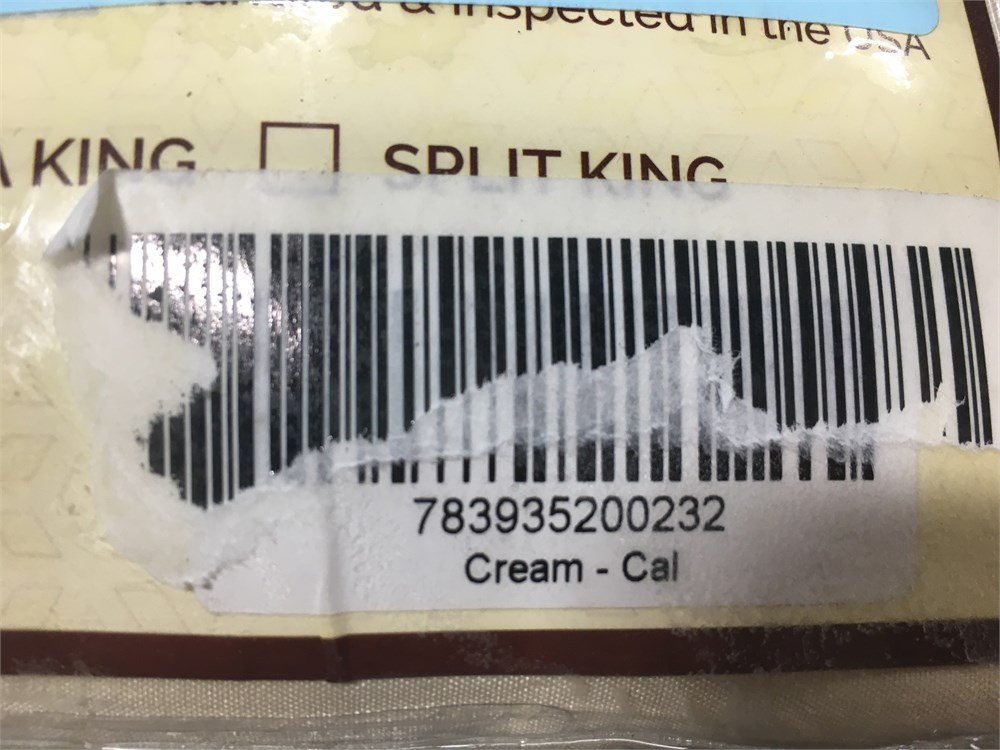 & Inspected in the USA
KING SPLIT KING
783935200232
Cream - Cal